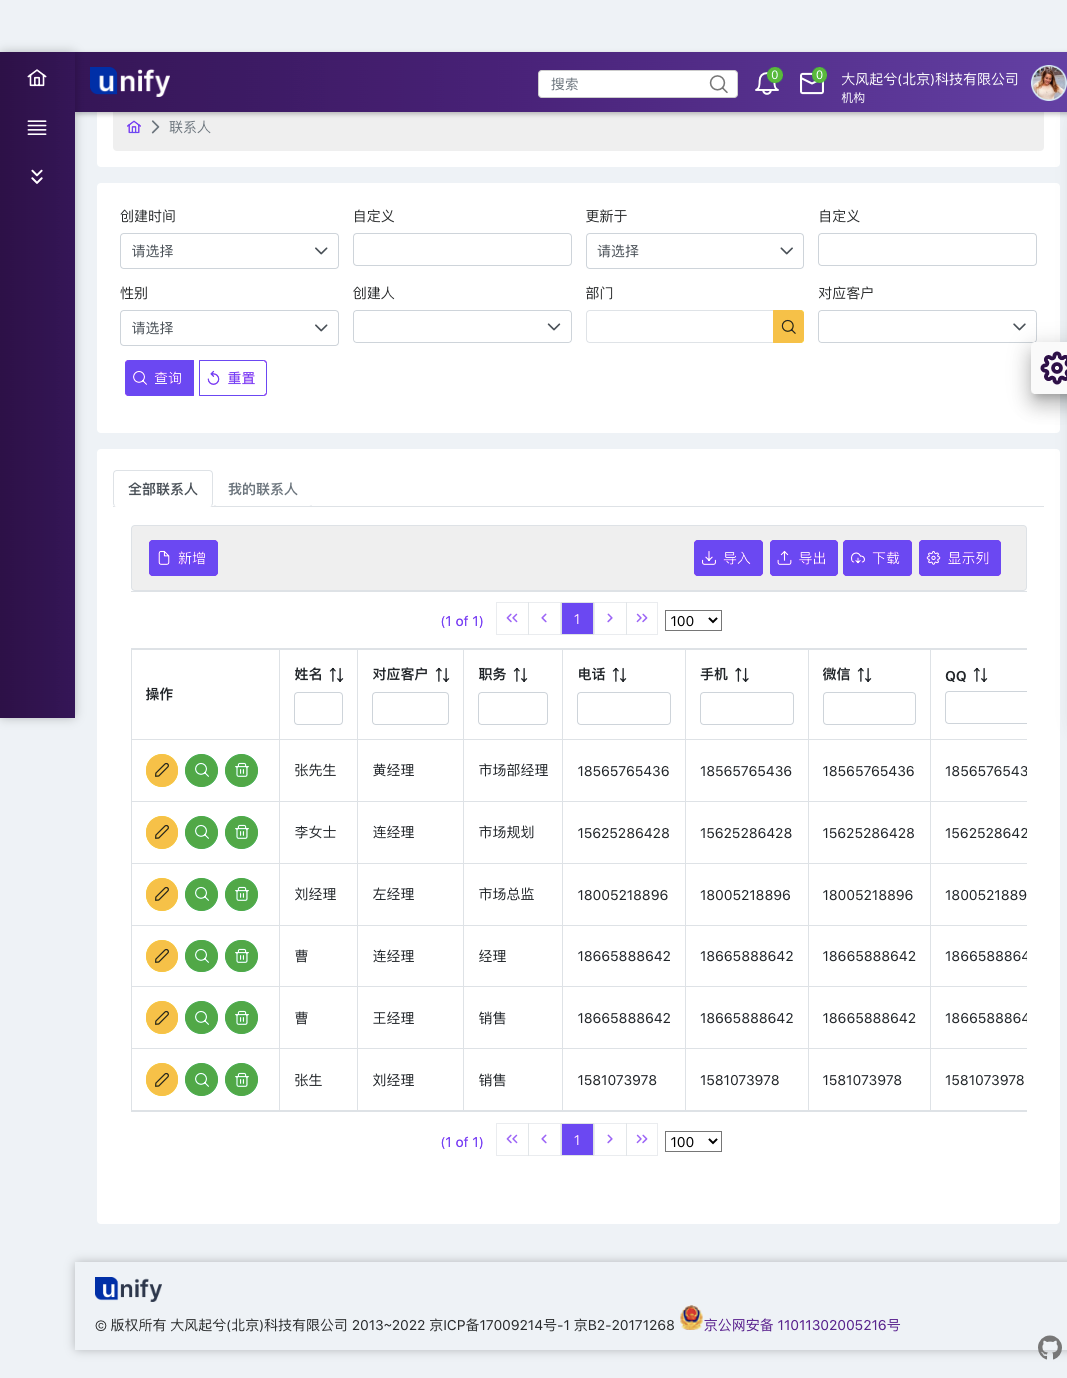 unify
搜索
0
0
大风起兮(北京)科技有限公司
机构
联系人
创建时间 自定义 更新于 自定义
请选择 请选择
性别 创建人 部门 对应客户
请选择
查询 重置
全部联系人 我的联系人
新增 导入 导出 下载 显示列
(1 of 1) 1 100
操作 姓名 对应客户 职务 电话 手机 微信 QQ
张先生 黄经理 市场部经理 18565765436 18565765436 18565765436 1856576543
李女士 连经理 市场规划 15625286428 15625286428 15625286428 1562528642
刘经理 左经理 市场总监 18005218896 18005218896 18005218896 1800521889
曹 连经理 经理 18665888642 18665888642 18665888642 1866588864
曹 王经理 销售 18665888642 18665888642 18665888642 1866588864
张生 刘经理 销售 1581073978 1581073978 1581073978 1581073978
(1 of 1) 1 100
unify
© 版权所有 大风起兮(北京)科技有限公司 2013~2022 京ICP备17009214号-1 京B2-20171268 京公网安备 11011302005216号